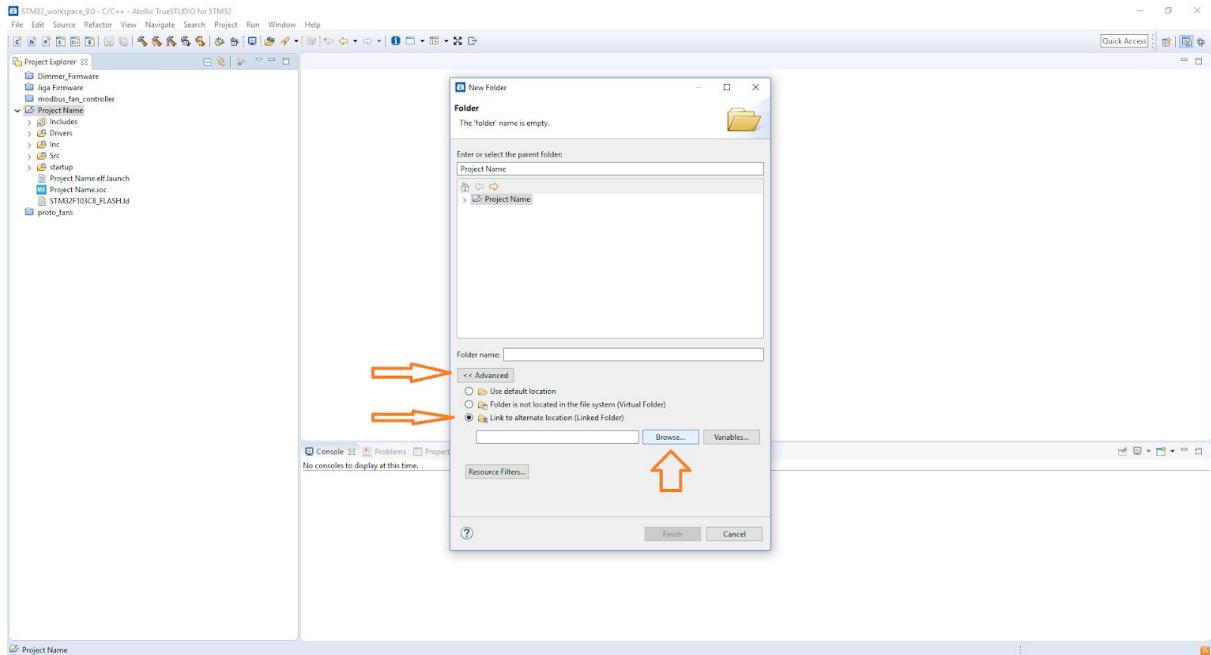 STM32_workspace_9.0 - C/C++ - Atollic TrueSTUDIO for STM32
File Edit Source Refactor View Navigate Search Project Run Window Help
Quick Access
Project Explorer
Dimmer_Firmware
Jiga Firmware
modbus_fan_controller
Project Name
Includes
Drivers
Inc
Src
startup
Project Name.elf.launch
MX Project Name.ioc
STM32F103C8_FLASH.ld
proto_fans
New Folder
Folder
The 'folder' name is empty.
Enter or select the parent folder:
Project Name
Project Name
Folder name:
<< Advanced
Use default location
Folder is not located in the file system (Virtual Folder)
Link to alternate location (Linked Folder)
Browse... Variables...
Resource Filters...
Finish Cancel
Console Problems Propert
No consoles to display at this time.
Project Name